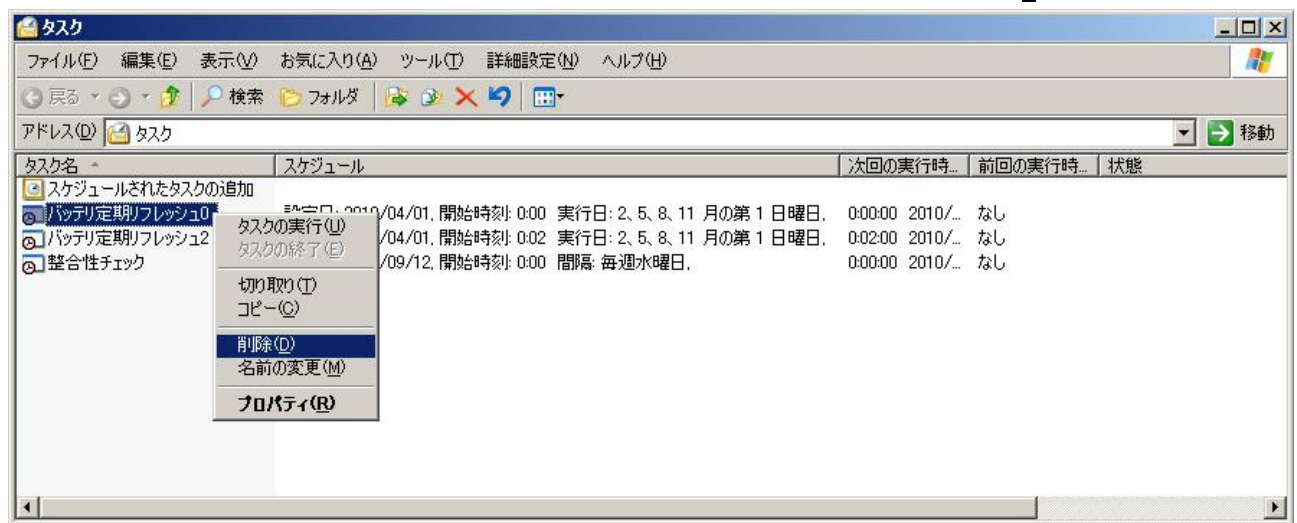 タスク
ファイル(F) 編集(E) 表示(V) お気に入り(A) ツール(T) 詳細設定(N) ヘルプ(H)
戻る 検索 フォルダ
アドレス(D) タスク 移動
タスク名 スケジュール 次回の実行時... 前回の実行時... 状態
スケジュールされたタスクの追加
バッテリ定期リフレッシュ0 設定日: 2010/04/01, 開始時刻: 0:00 実行日: 2、5、8、11 月の第 1 日曜日, 0:00:00 2010/... なし
バッテリ定期リフレッシュ2 /04/01, 開始時刻: 0:02 実行日: 2、5、8、11 月の第 1 日曜日, 0:02:00 2010/... なし
整合性チェック /09/12, 開始時刻: 0:00 間隔: 毎週水曜日, 0:00:00 2010/... なし
タスクの実行(U)
タスクの終了(E)
切り取り(T)
コピー(C)
削除(D)
名前の変更(M)
プロパティ(R)